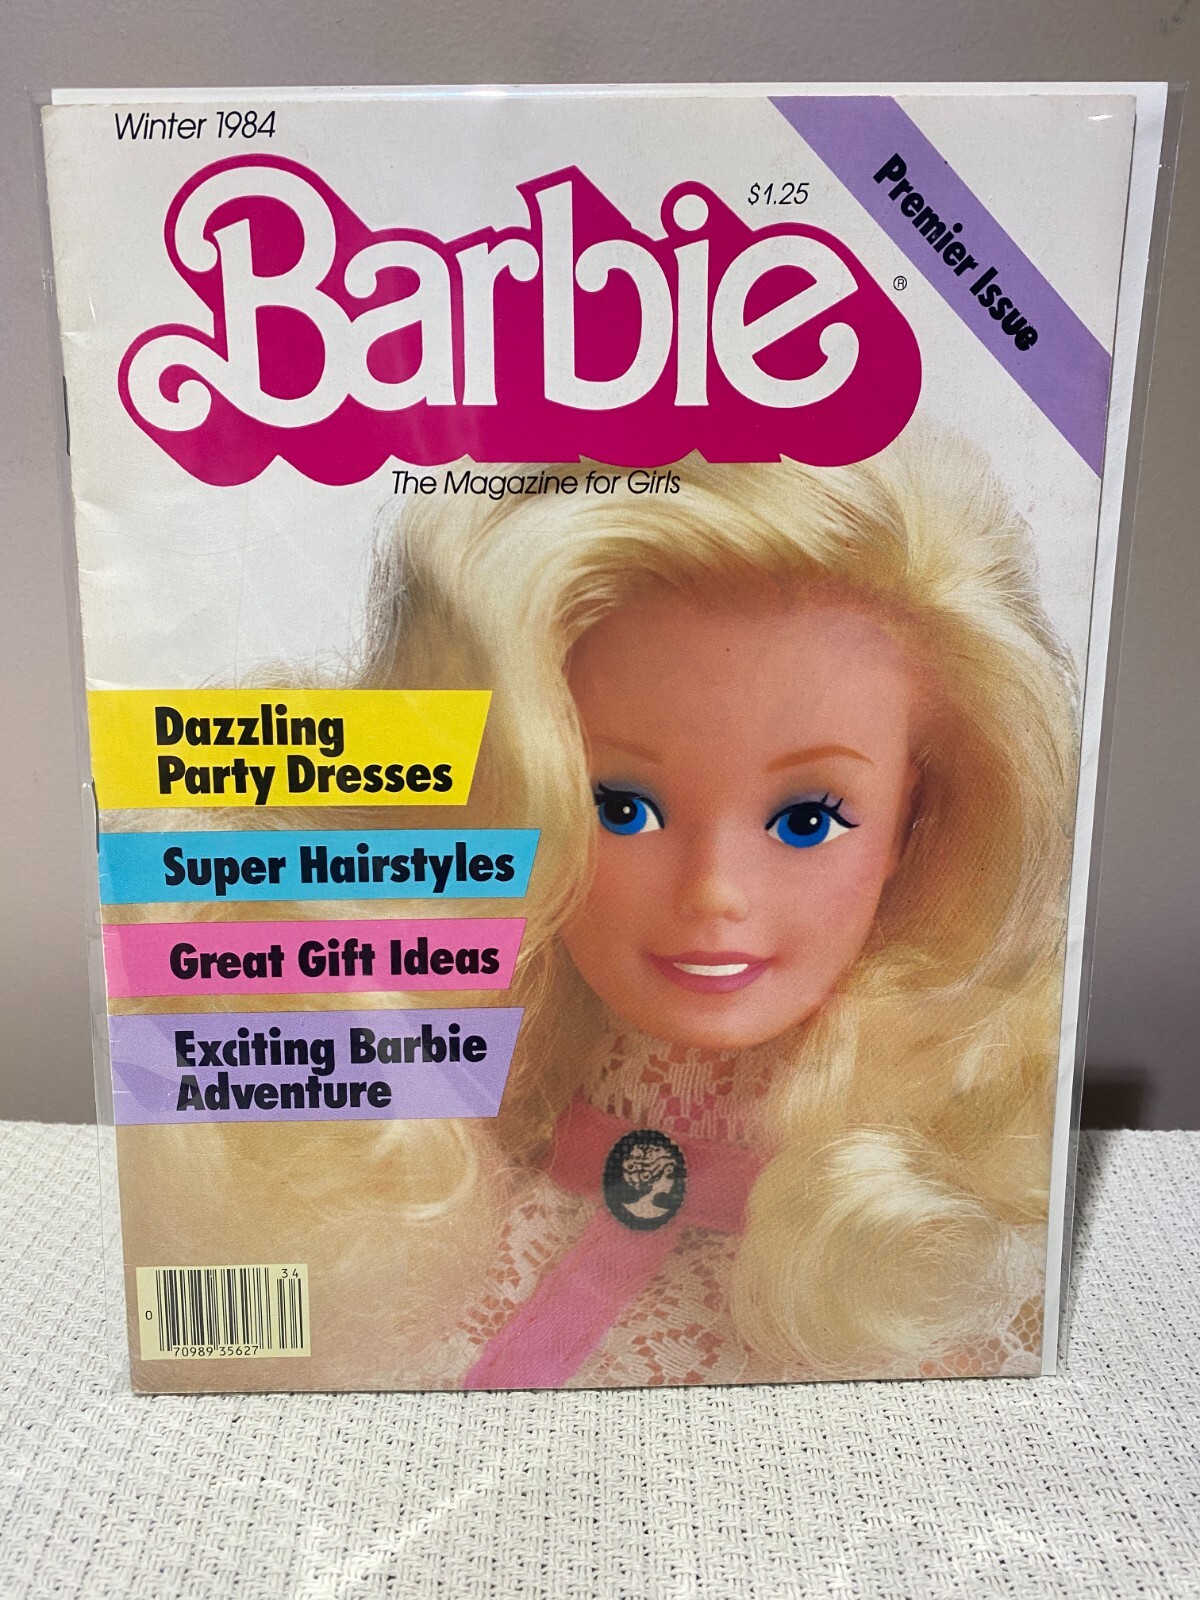 Winter 1984
Barbie®
$1.25
Premier Issue
The Magazine for Girls
Dazzling
Party Dresses
Super Hairstyles
Great Gift Ideas
Exciting Barbie
Adventure
34
0
70989 35627